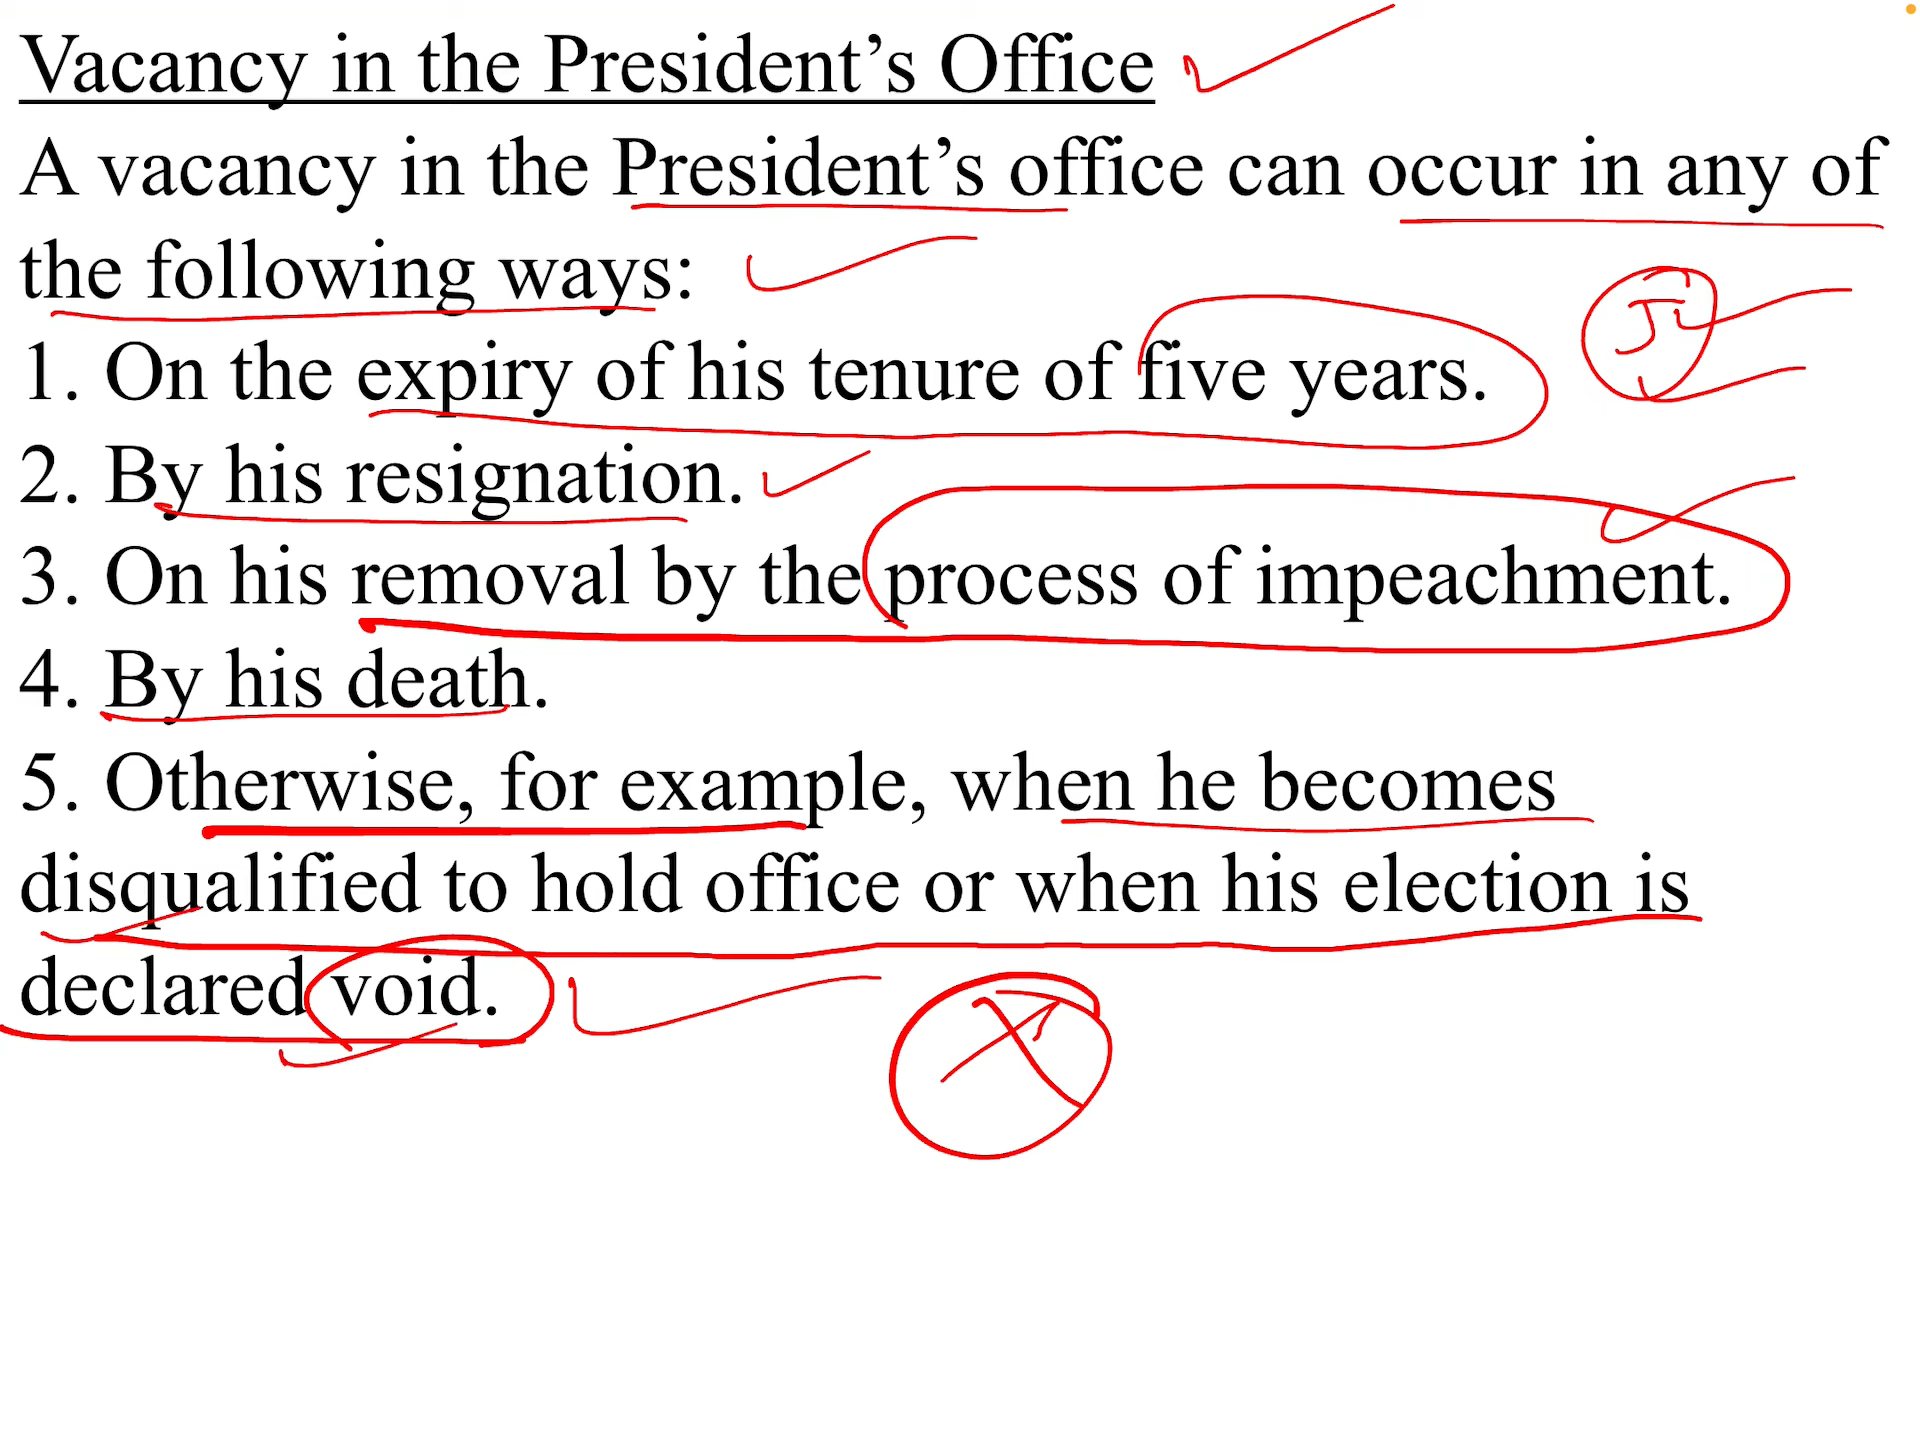 Vacancy in the President’s Office
A vacancy in the President’s office can occur in any of
the following ways:
1. On the expiry of his tenure of five years.
2. By his resignation.
3. On his removal by the process of impeachment.
4. By his death.
5. Otherwise, for example, when he becomes
disqualified to hold office or when his election is
declared void.